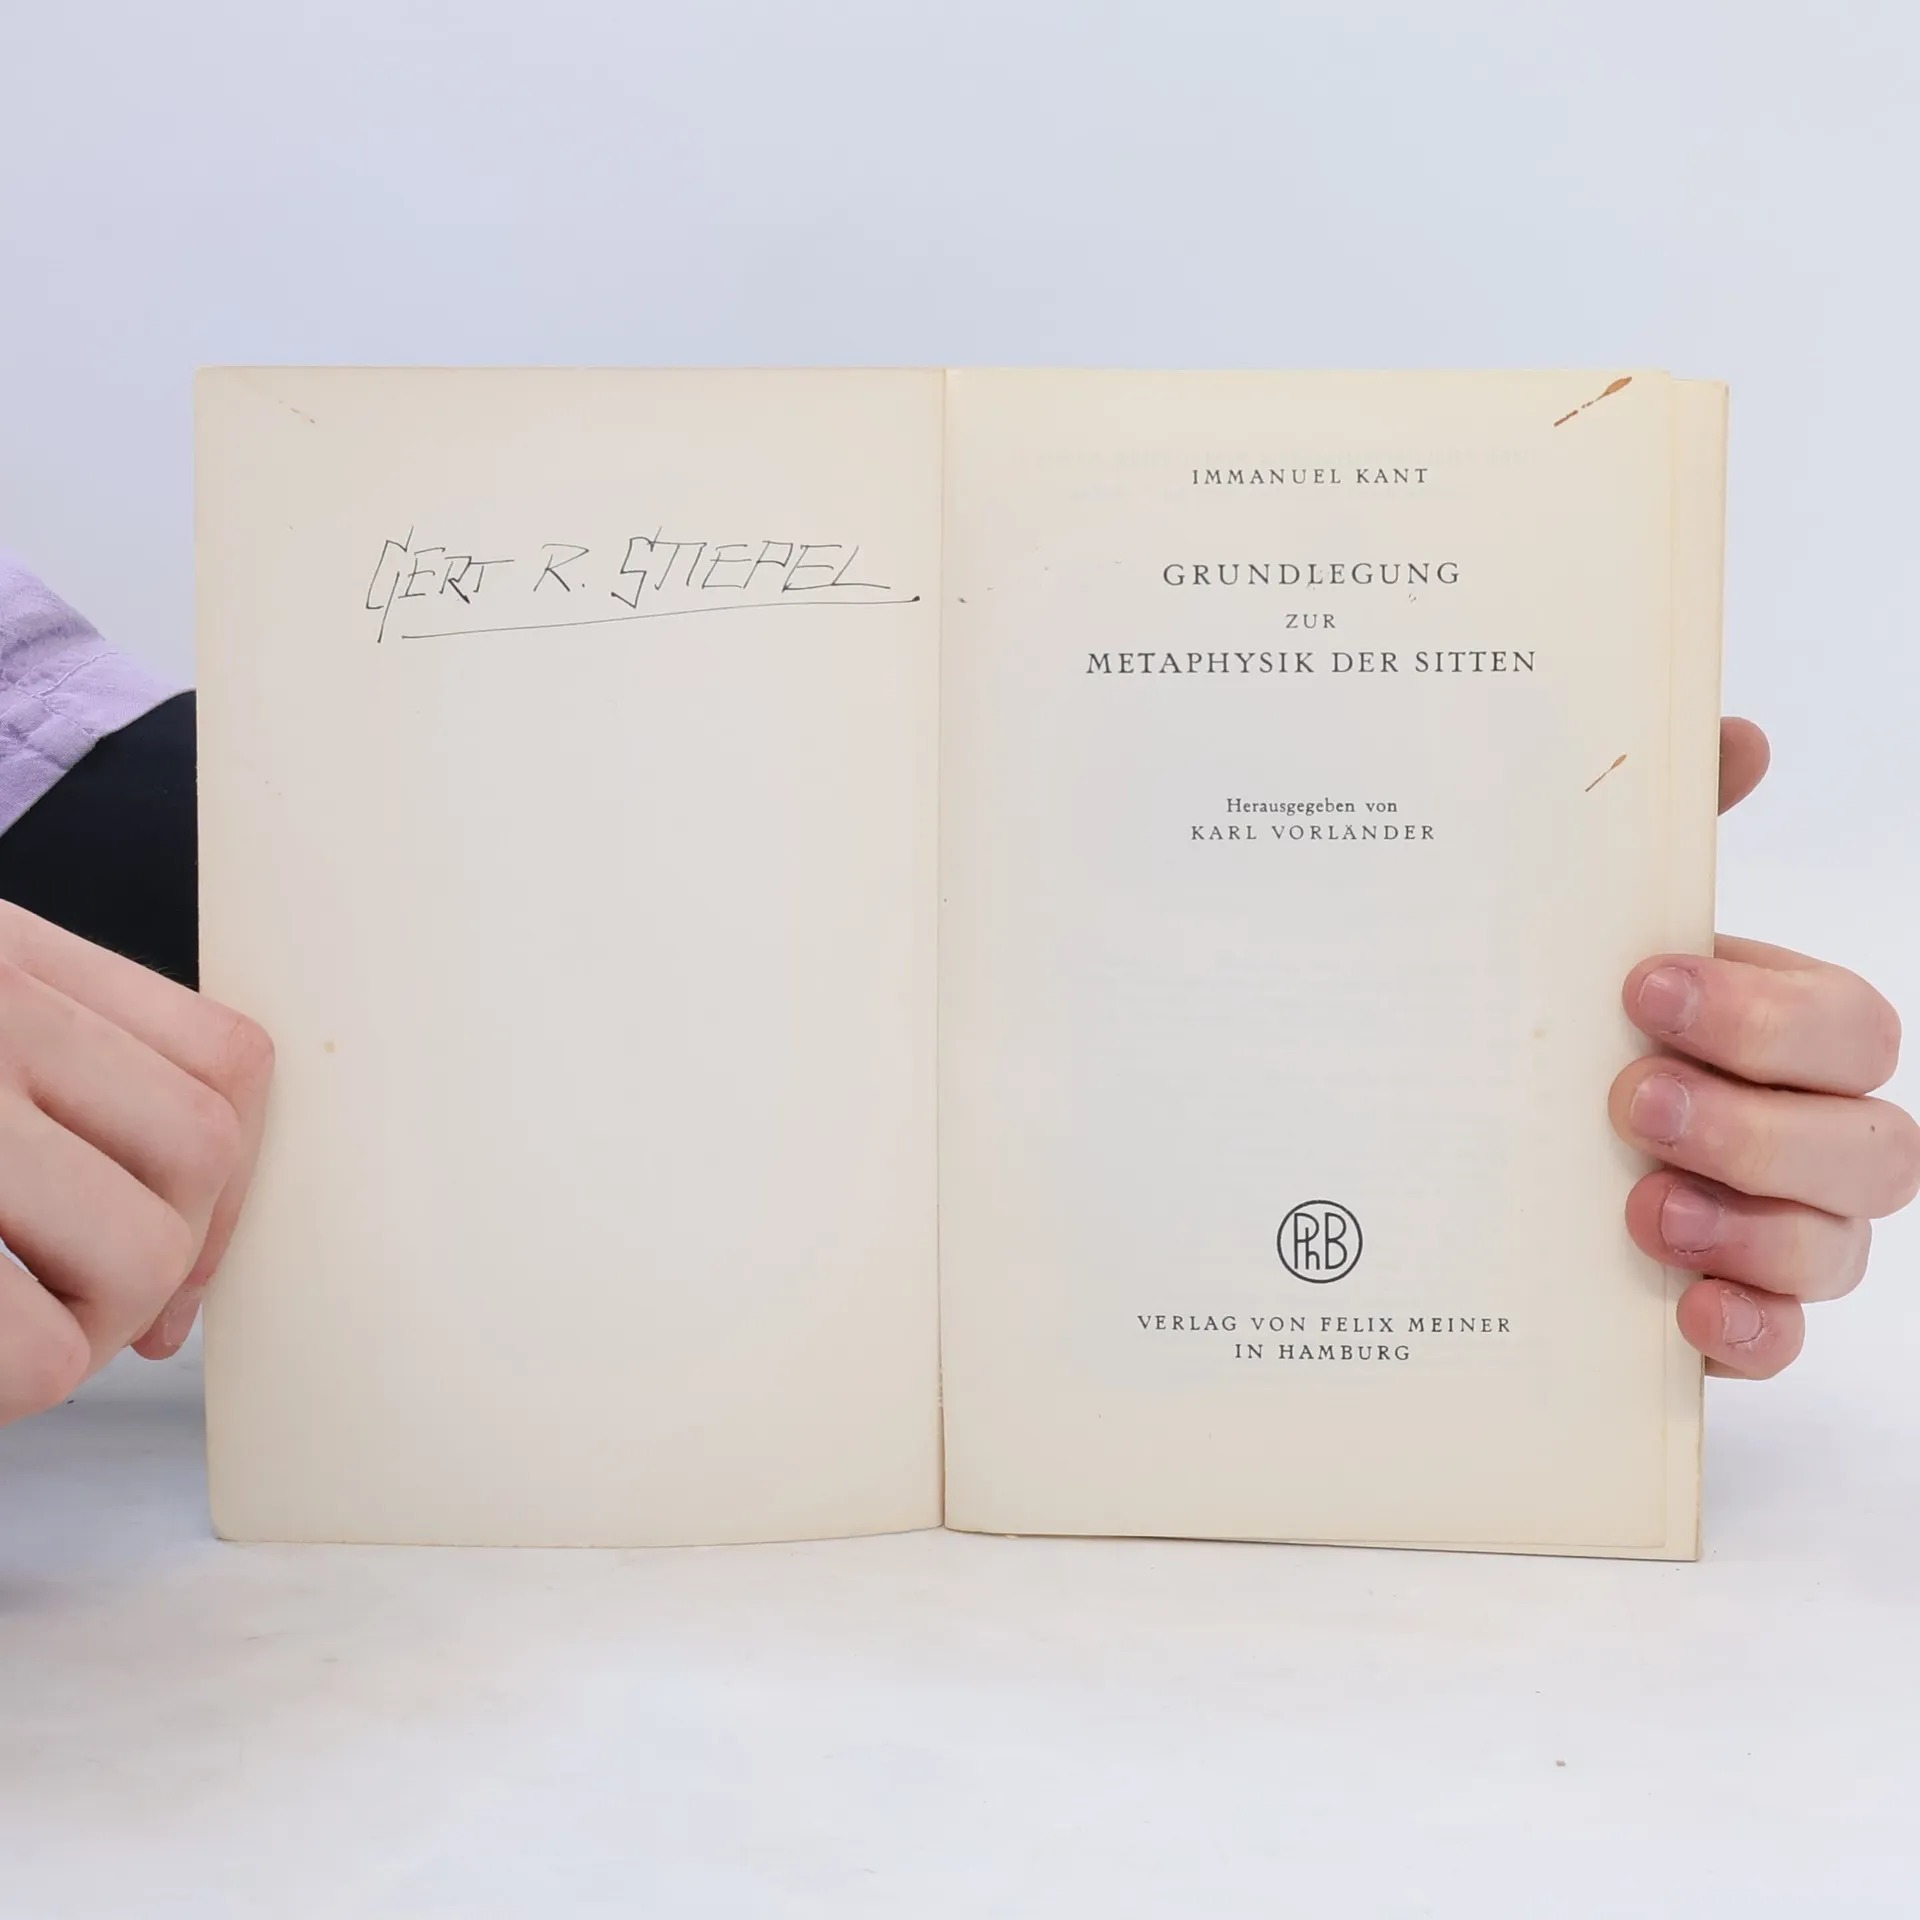 GERT R. STIEPEL
IMMANUEL KANT
GRUNDLEGUNG
ZUR
METAPHYSIK DER SITTEN
Herausgegeben von
KARL VORLÄNDER
PhB
VERLAG VON FELIX MEINER
IN HAMBURG